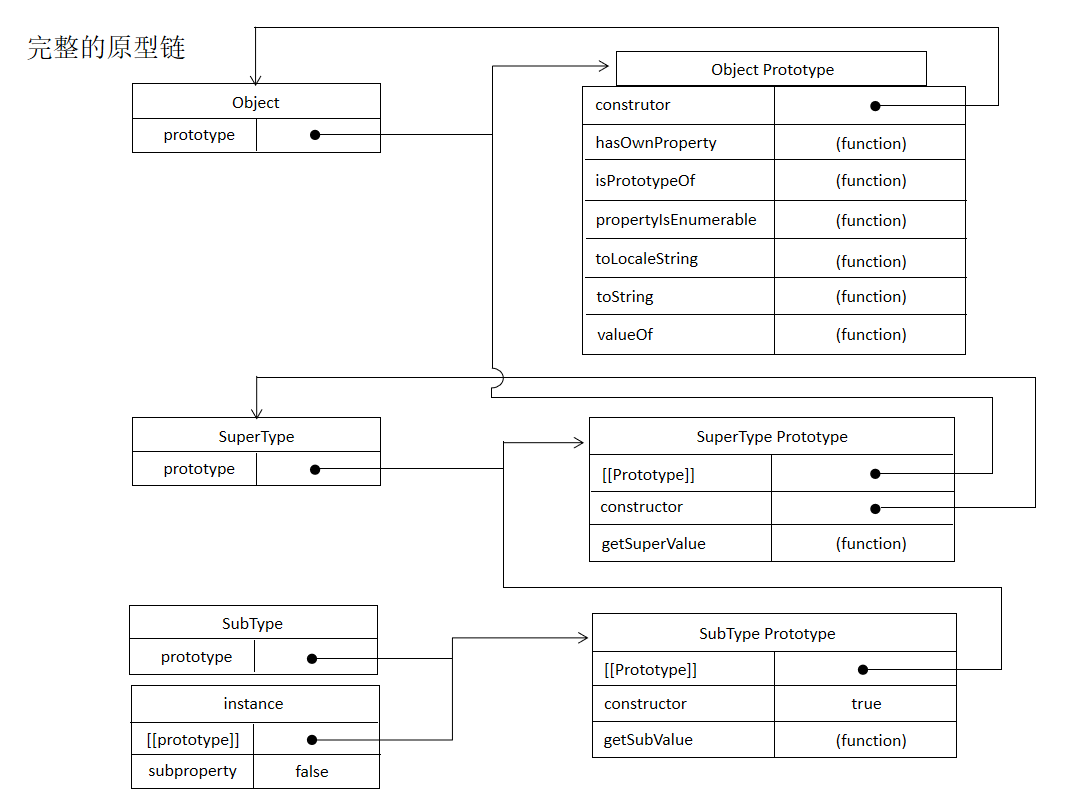 完整的原型链
Object
prototype
Object Prototype
construtor
hasOwnProperty (function)
isPrototypeOf (function)
propertyIsEnumerable (function)
toLocaleString (function)
toString (function)
valueOf (function)
SuperType
prototype
SuperType Prototype
[[Prototype]]
constructor
getSuperValue (function)
SubType
prototype
instance
[[prototype]]
subproperty false
SubType Prototype
[[Prototype]]
constructor true
getSubValue (function)